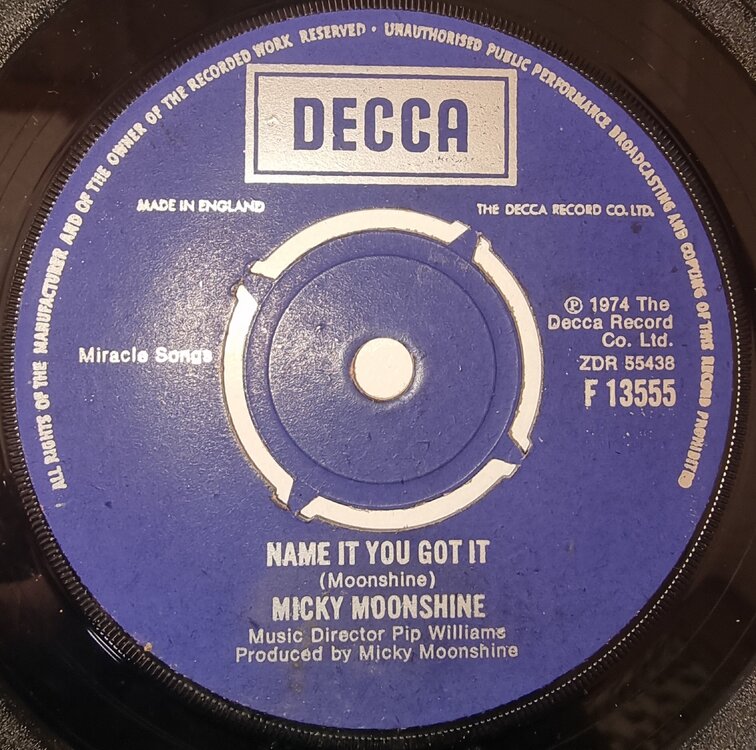 ALL RIGHTS OF THE MANUFACTURER AND OF THE OWNER OF THE RECORDED WORK RESERVED · UNAUTHORISED PUBLIC PERFORMANCE BROADCASTING AND COPYING OF THIS RECORD PROHIBITED
DECCA
MADE IN ENGLAND
THE DECCA RECORD CO. LTD.
Miracle Songs
℗ 1974 The
Decca Record
Co. Ltd.
ZDR 55438
F 13555
NAME IT YOU GOT IT
(Moonshine)
MICKY MOONSHINE
Music Director Pip Williams
Produced by Micky Moonshine